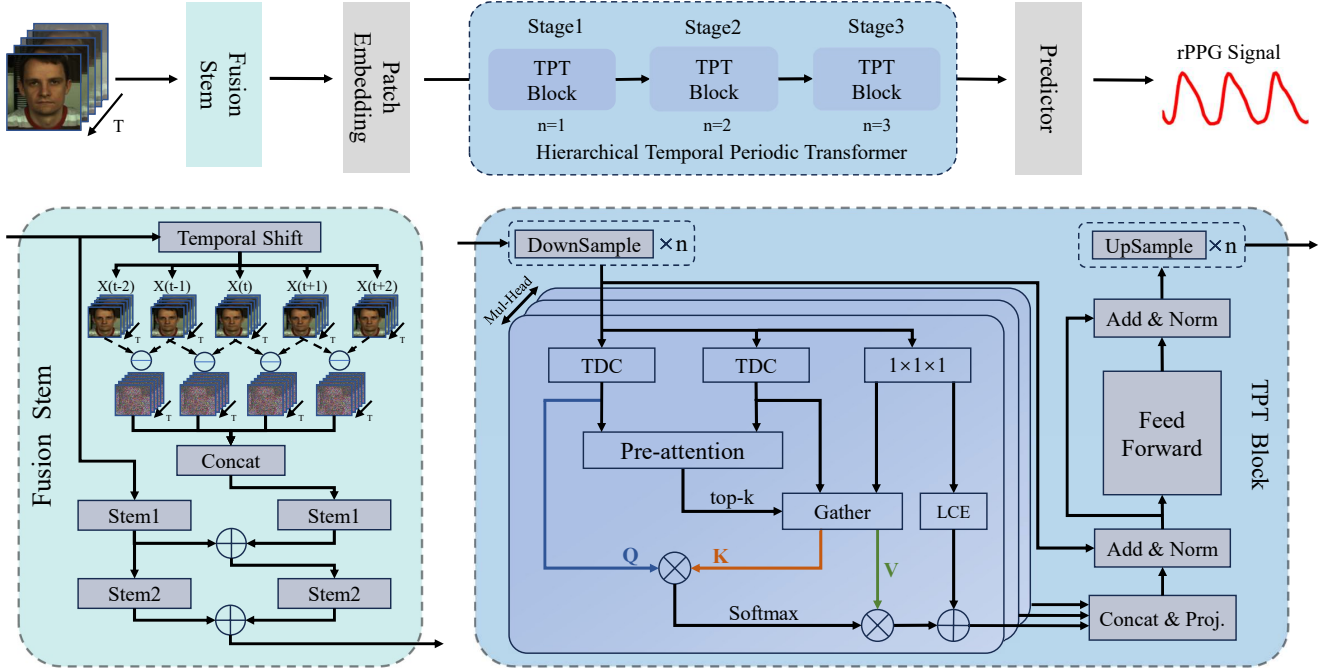 T
Fusion
Stem
Patch
Embedding
Stage1
Stage2
Stage3
TPT
Block
TPT
Block
TPT
Block
n=1
n=2
n=3
Hierarchical Temporal Periodic Transformer
Predictor
rPPG Signal
Fusion Stem
Temporal Shift
X(t-2)
X(t-1)
X(t)
X(t+1)
X(t+2)
T
T
T
T
T
T
T
T
T
Concat
Stem1
Stem1
Stem2
Stem2
DownSample
×n
Mul-Head
TDC
TDC
1×1×1
Pre-attention
top-k
Gather
LCE
Q
K
V
Softmax
UpSample
×n
Add & Norm
Feed
Forward
Add & Norm
Concat & Proj.
TPT Block